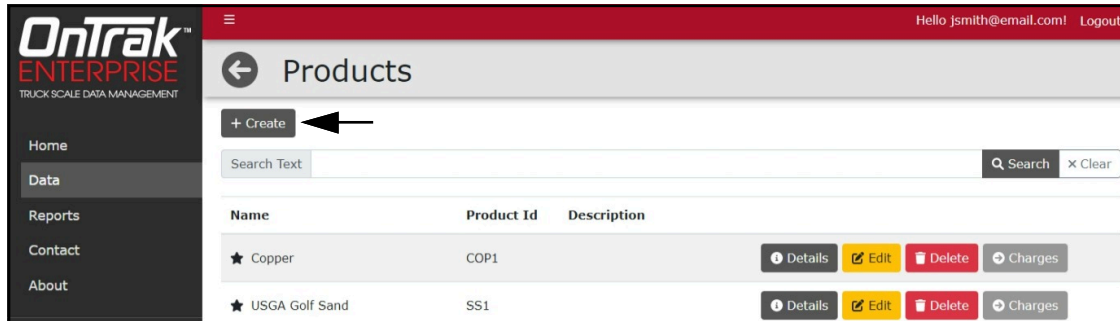 OnTrak™
ENTERPRISE
TRUCK SCALE DATA MANAGEMENT
Home
Data
Reports
Contact
About
Hello jsmith@email.com! Logout
Products
+ Create
Search Text Search × Clear
Name Product Id Description
Copper COP1 Details Edit Delete Charges
USGA Golf Sand SS1 Details Edit Delete Charges